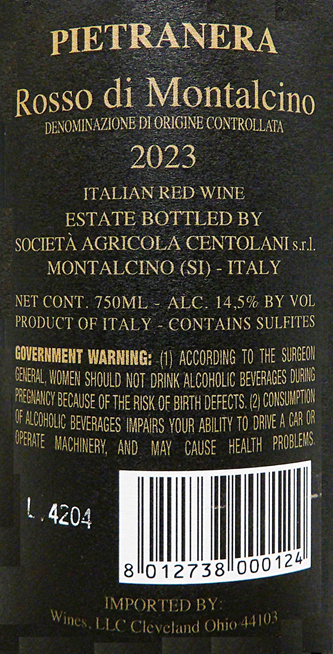 PIETRANERA
Rosso di Montalcino
DENOMINAZIONE DI ORIGINE CONTROLLATA
2023
ITALIAN RED WINE
ESTATE BOTTLED BY
SOCIETÀ AGRICOLA CENTOLANI s.r.l.
MONTALCINO (SI) - ITALY
NET CONT. 750ML - ALC. 14,5% BY VOL
PRODUCT OF ITALY - CONTAINS SULFITES
GOVERNMENT WARNING: (1) ACCORDING TO THE SURGEON
GENERAL, WOMEN SHOULD NOT DRINK ALCOHOLIC BEVERAGES DURING
PREGNANCY BECAUSE OF THE RISK OF BIRTH DEFECTS. (2) CONSUMPTION
OF ALCOHOLIC BEVERAGES IMPAIRS YOUR ABILITY TO DRIVE A CAR OR
OPERATE MACHINERY, AND MAY CAUSE HEALTH PROBLEMS.
L.4204
8 012738 000124
IMPORTED BY:
Wines, LLC Cleveland Ohio 44103